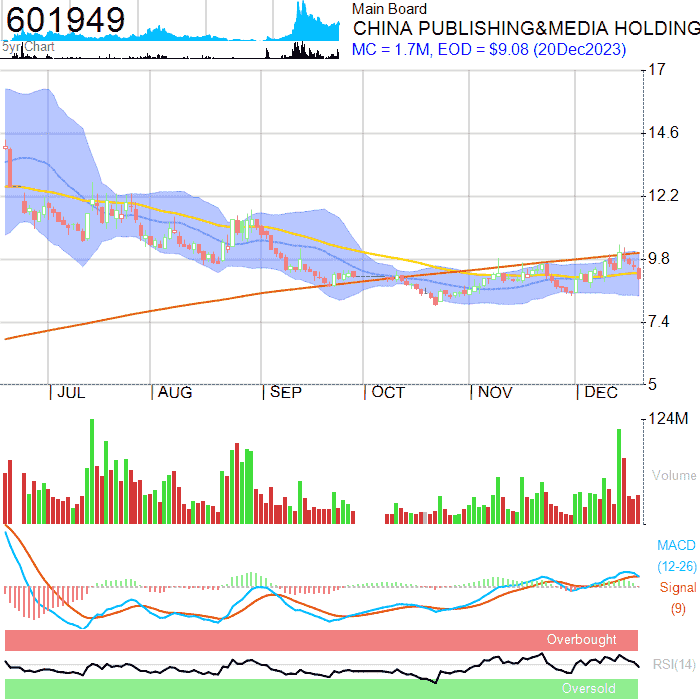 601949
5yr Chart
Main Board
CHINA PUBLISHING&MEDIA HOLDING
MC = 1.7M, EOD = $9.08 (20Dec2023)
17
14.6
12.2
9.8
7.4
5
JUL
AUG
SEP
OCT
NOV
DEC
124M
Volume
MACD
(12-26)
Signal
(9)
Overbought
RSI(14)
Oversold